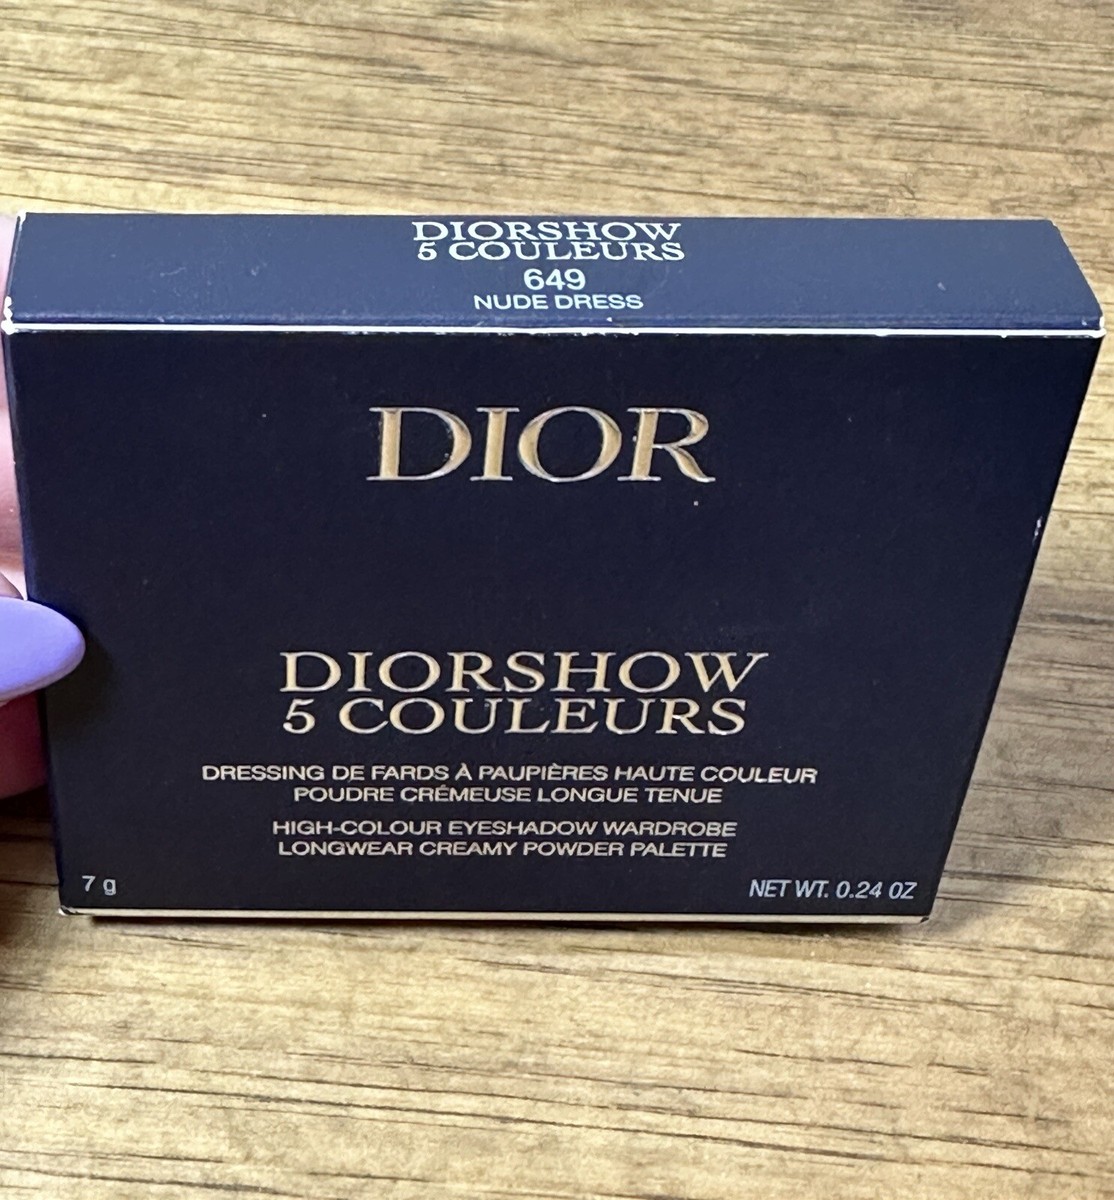 DIORSHOW
5 COULEURS
649
NUDE DRESS
DIOR
DIORSHOW
5 COULEURS
DRESSING DE FARDS À PAUPIÈRES HAUTE COULEUR
POUDRE CRÉMEUSE LONGUE TENUE
HIGH-COLOUR EYESHADOW WARDROBE
LONGWEAR CREAMY POWDER PALETTE
7 g
NET WT. 0.24 OZ